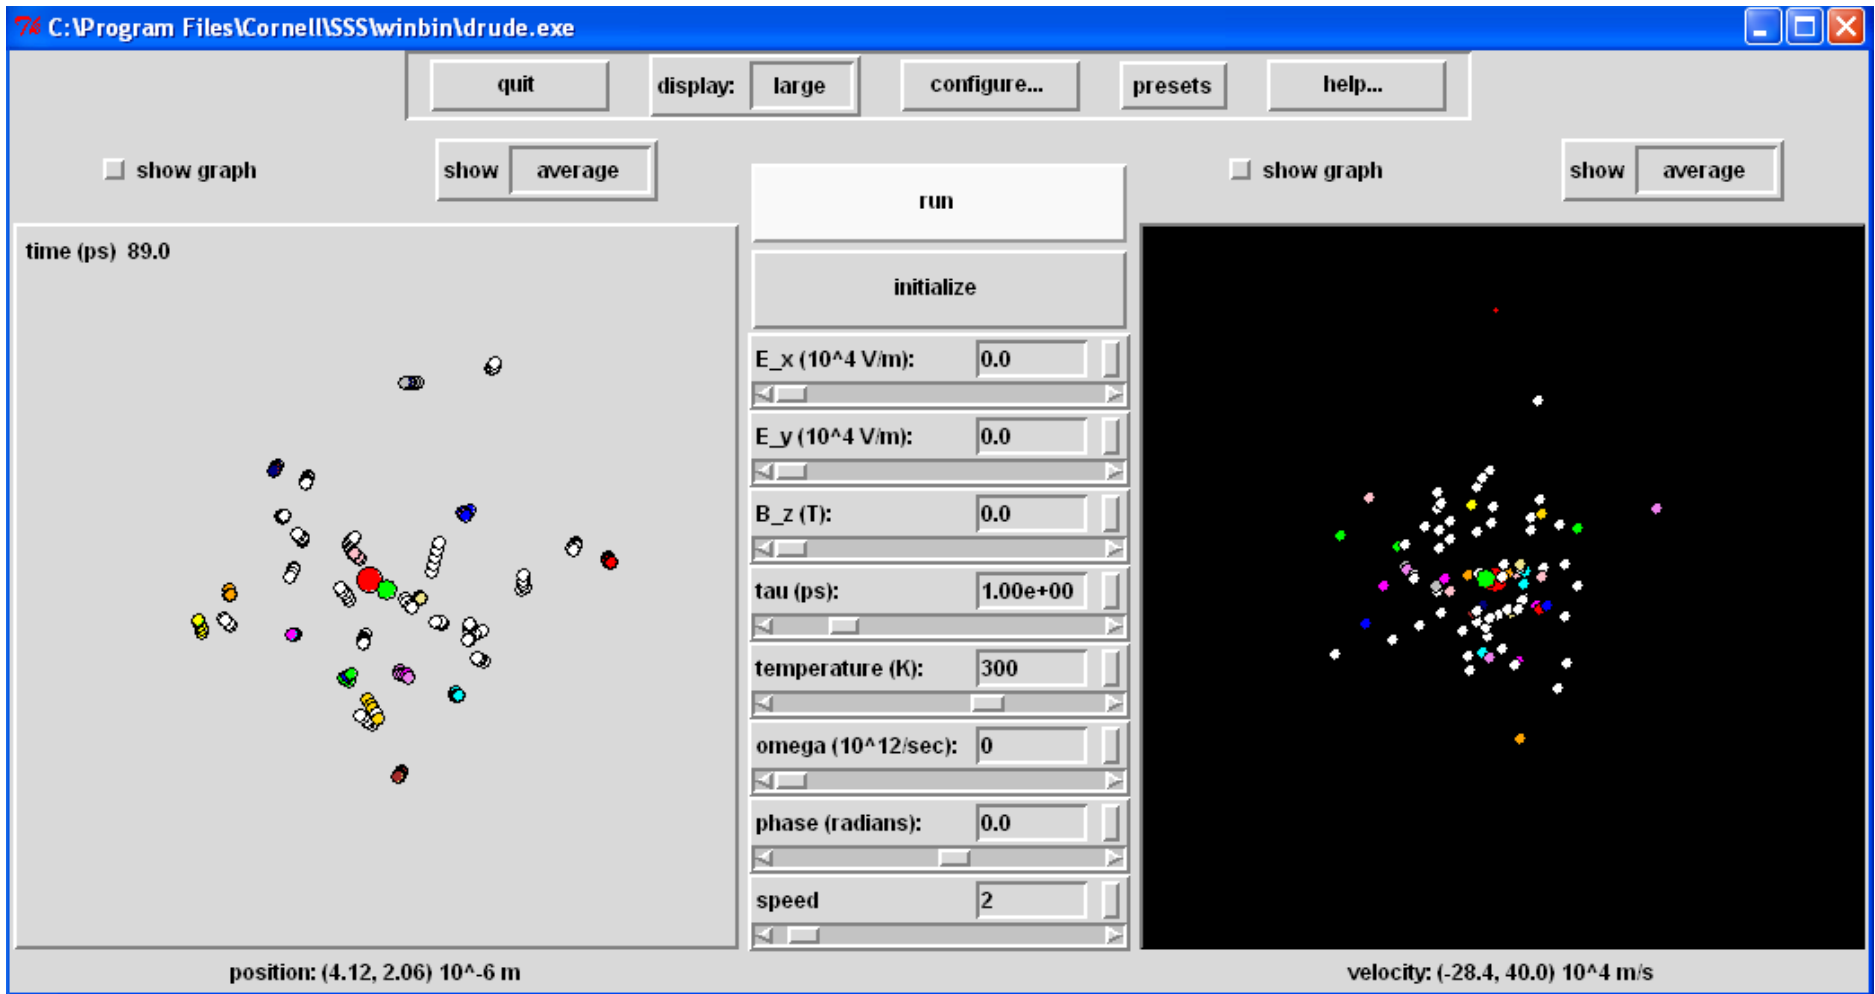 7% C:\Program Files\Cornell\SSS\winbin\drude.exe
quit display: large configure... presets help...
show graph show average
show graph show average
run
time (ps) 89.0
initialize
E_x (10^4 V/m): 0.0
E_y (10^4 V/m): 0.0
B_z (T): 0.0
tau (ps): 1.00e+00
temperature (K): 300
omega (10^12/sec): 0
phase (radians): 0.0
speed 2
position: (4.12, 2.06) 10^-6 m
velocity: (-28.4, 40.0) 10^4 m/s